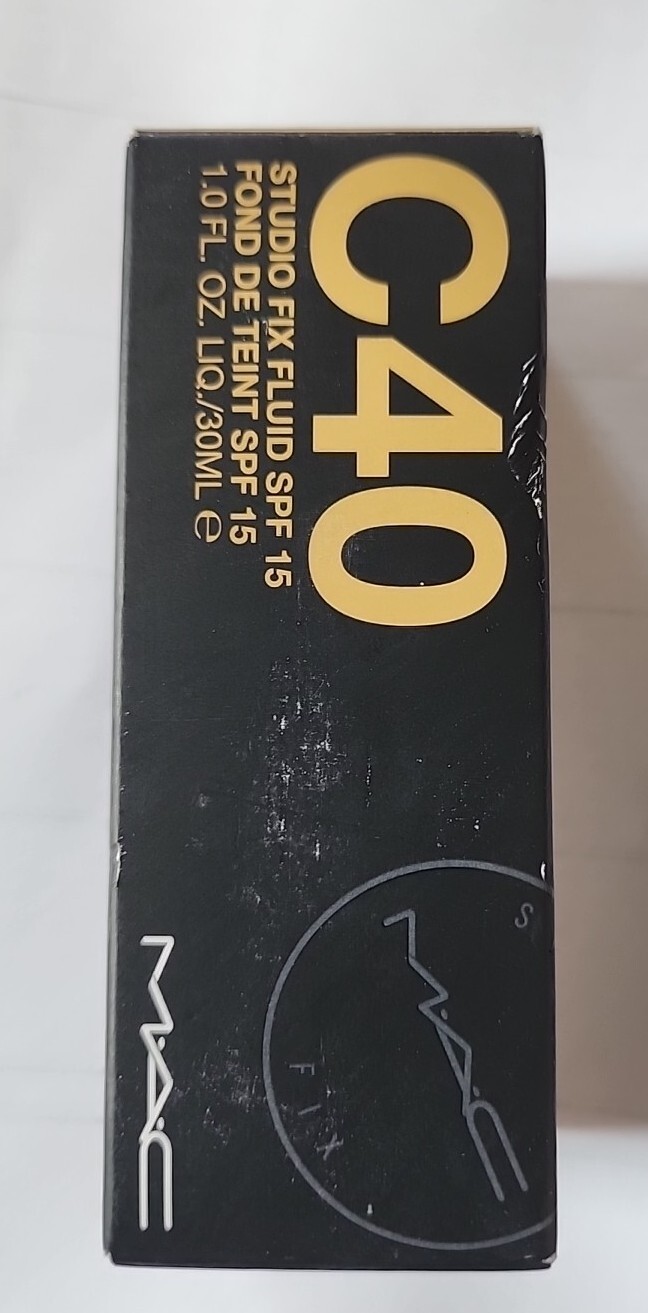 C40
STUDIO FIX FLUID SPF 15
FOND DE TEINT SPF 15
1.0 FL. OZ. LIQ./30ML ℮
S
MAC
FIX
MAC